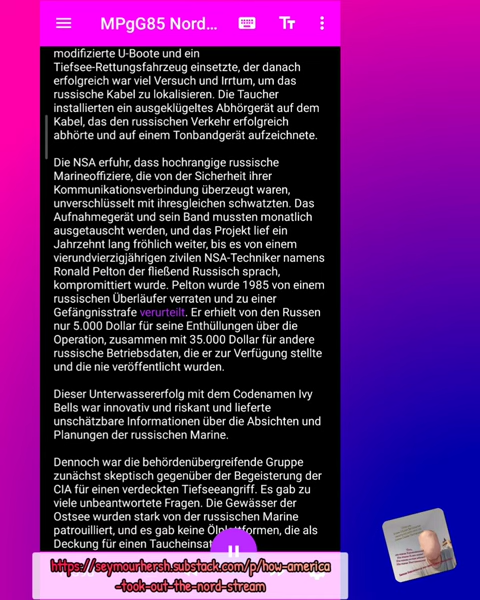 MPgG85 Nord...
modifizierte U-Boote und ein
Tiefsee-Rettungsfahrzeug einsetzte, der danach
erfolgreich war viel Versuch und Irrtum, um das
russische Kabel zu lokalisieren. Die Taucher
installierten ein ausgeklügeltes Abhörgerät auf dem
Kabel, das den russischen Verkehr erfolgreich
abhörte und auf einem Tonbandgerät aufzeichnete.
Die NSA erfuhr, dass hochrangige russische
Marineoffiziere, die von der Sicherheit ihrer
Kommunikationsverbindung überzeugt waren,
unverschlüsselt mit ihresgleichen schwatzten. Das
Aufnahmegerät und sein Band mussten monatlich
ausgetauscht werden, und das Projekt lief ein
Jahrzehnt lang fröhlich weiter, bis es von einem
vierundvierzigjährigen zivilen NSA-Techniker namens
Ronald Pelton der fließend Russisch sprach,
kompromittiert wurde. Pelton wurde 1985 von einem
russischen Überläufer verraten und zu einer
Gefängnisstrafe verurteilt. Er erhielt von den Russen
nur 5.000 Dollar für seine Enthüllungen über die
Operation, zusammen mit 35.000 Dollar für andere
russische Betriebsdaten, die er zur Verfügung stellte
und die nie veröffentlicht wurden.
Dieser Unterwassererfolg mit dem Codenamen Ivy
Bells war innovativ und riskant und lieferte
unschätzbare Informationen über die Absichten und
Planungen der russischen Marine.
Dennoch war die behördenübergreifende Gruppe
zunächst skeptisch gegenüber der Begeisterung der
CIA für einen verdeckten Tiefseeangriff. Es gab zu
viele unbeantwortete Fragen. Die Gewässer der
Ostsee wurden stark von der russischen Marine
patrouilliert, und es gab keine Ölplattformen, die als
Deckung für einen
https://seymourhersh.substack.com/p/how-america
-took-out-the-nord-stream